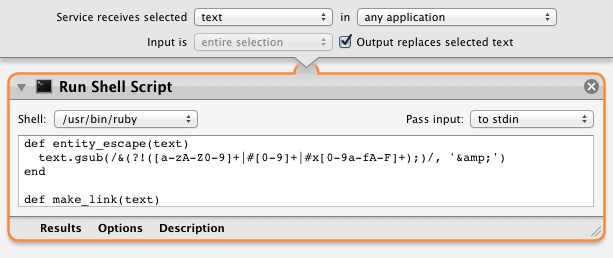 Service receives selected text in any application
Input is entire selection Output replaces selected text
Run Shell Script
Shell: /usr/bin/ruby Pass input: to stdin
def entity_escape(text)
  text.gsub(/&(?!([a-zA-Z0-9]+|#[0-9]+|#x[0-9a-fA-F]+);)/, '&amp;')
end

def make_link(text)
Results Options Description